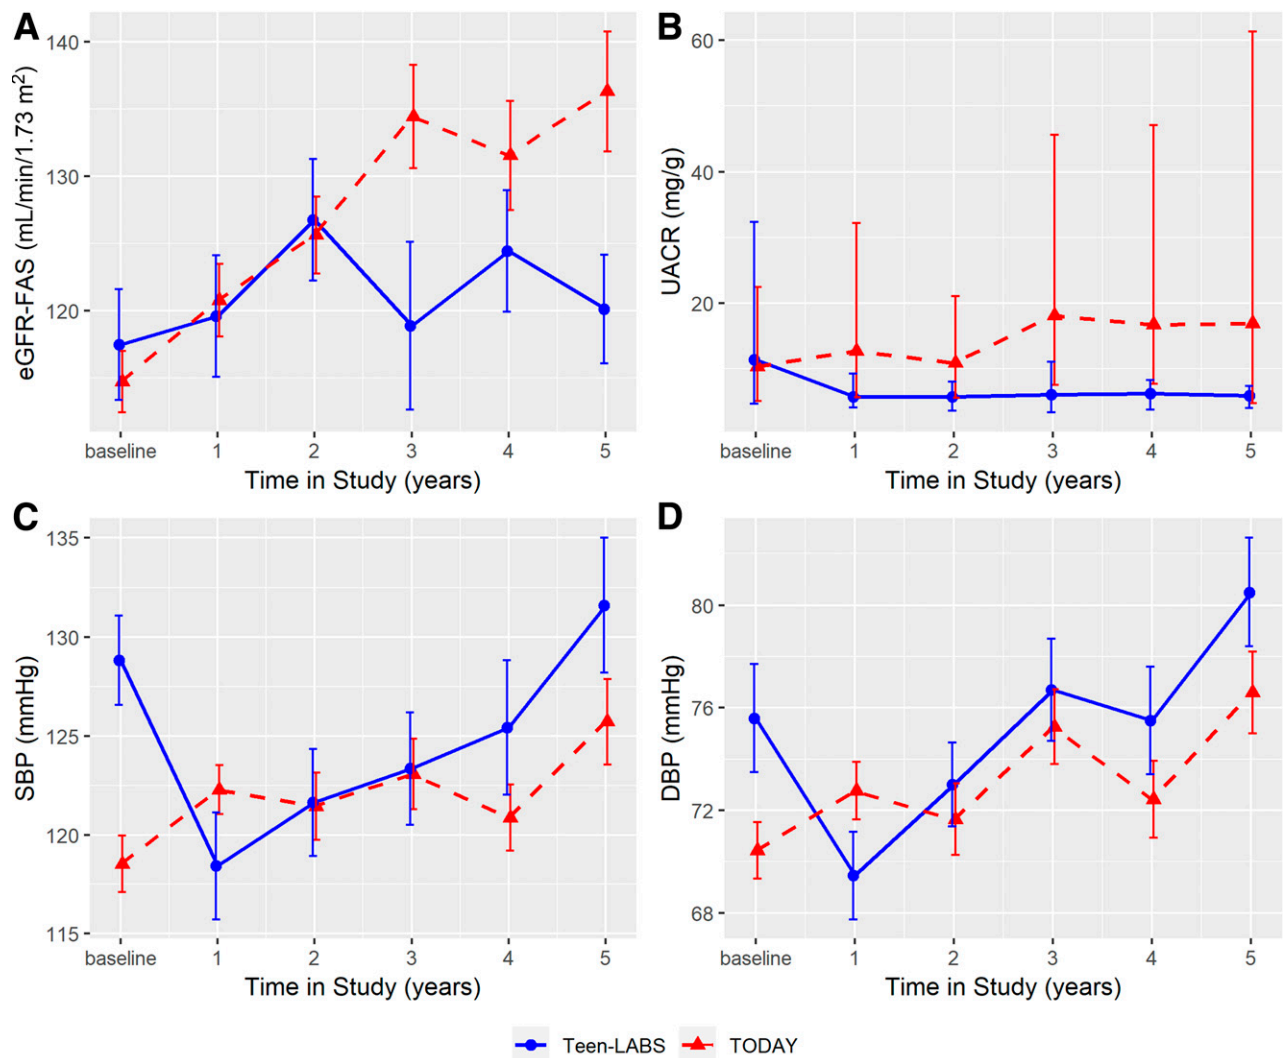 A
eGFR-FAS (mL/min/1.73 m²)
140
130
120
baseline 1 2 3 4 5
Time in Study (years)
B
UACR (mg/g)
60
40
20
baseline 1 2 3 4 5
Time in Study (years)
C
SBP (mmHg)
135
130
125
120
115
baseline 1 2 3 4 5
Time in Study (years)
D
DBP (mmHg)
80
76
72
68
baseline 1 2 3 4 5
Time in Study (years)
Teen-LABS TODAY